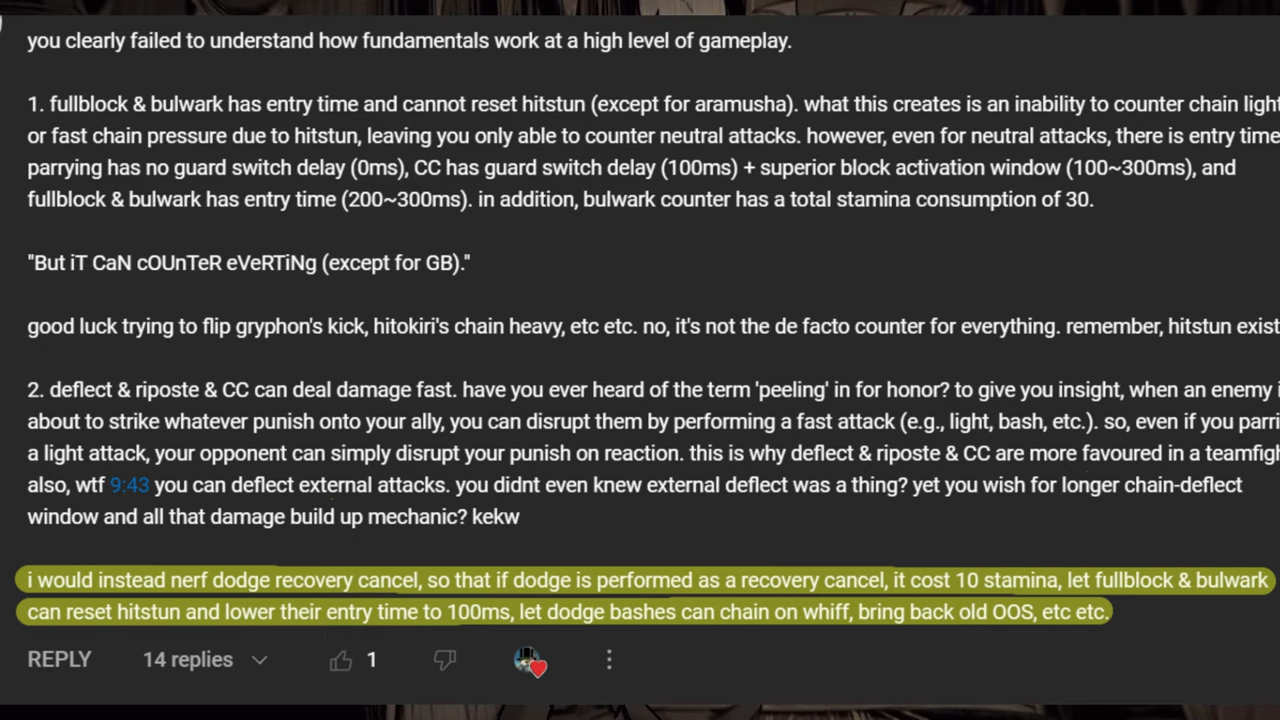 you clearly failed to understand how fundamentals work at a high level of gameplay.
1. fullblock & bulwark has entry time and cannot reset hitstun (except for aramusha). what this creates is an inability to counter chain light
or fast chain pressure due to hitstun, leaving you only able to counter neutral attacks. however, even for neutral attacks, there is entry time
parrying has no guard switch delay (0ms), CC has guard switch delay (100ms) + superior block activation window (100~300ms), and
fullblock & bulwark has entry time (200~300ms). in addition, bulwark counter has a total stamina consumption of 30.
"But iT CaN cOUnTeR eVeRTiNg (except for GB)."
good luck trying to flip gryphon's kick, hitokiri's chain heavy, etc etc. no, it's not the de facto counter for everything. remember, hitstun exist
2. deflect & riposte & CC can deal damage fast. have you ever heard of the term 'peeling' in for honor? to give you insight, when an enemy i
about to strike whatever punish onto your ally, you can disrupt them by performing a fast attack (e.g., light, bash, etc.). so, even if you parri
a light attack, your opponent can simply disrupt your punish on reaction. this is why deflect & riposte & CC are more favoured in a teamfigh
also, wtf 9:43 you can deflect external attacks. you didnt even knew external deflect was a thing? yet you wish for longer chain-deflect
window and all that damage build up mechanic? kekw
i would instead nerf dodge recovery cancel, so that if dodge is performed as a recovery cancel, it cost 10 stamina, let fullblock & bulwark
can reset hitstun and lower their entry time to 100ms, let dodge bashes can chain on whiff, bring back old OOS, etc etc.
REPLY 14 replies 1